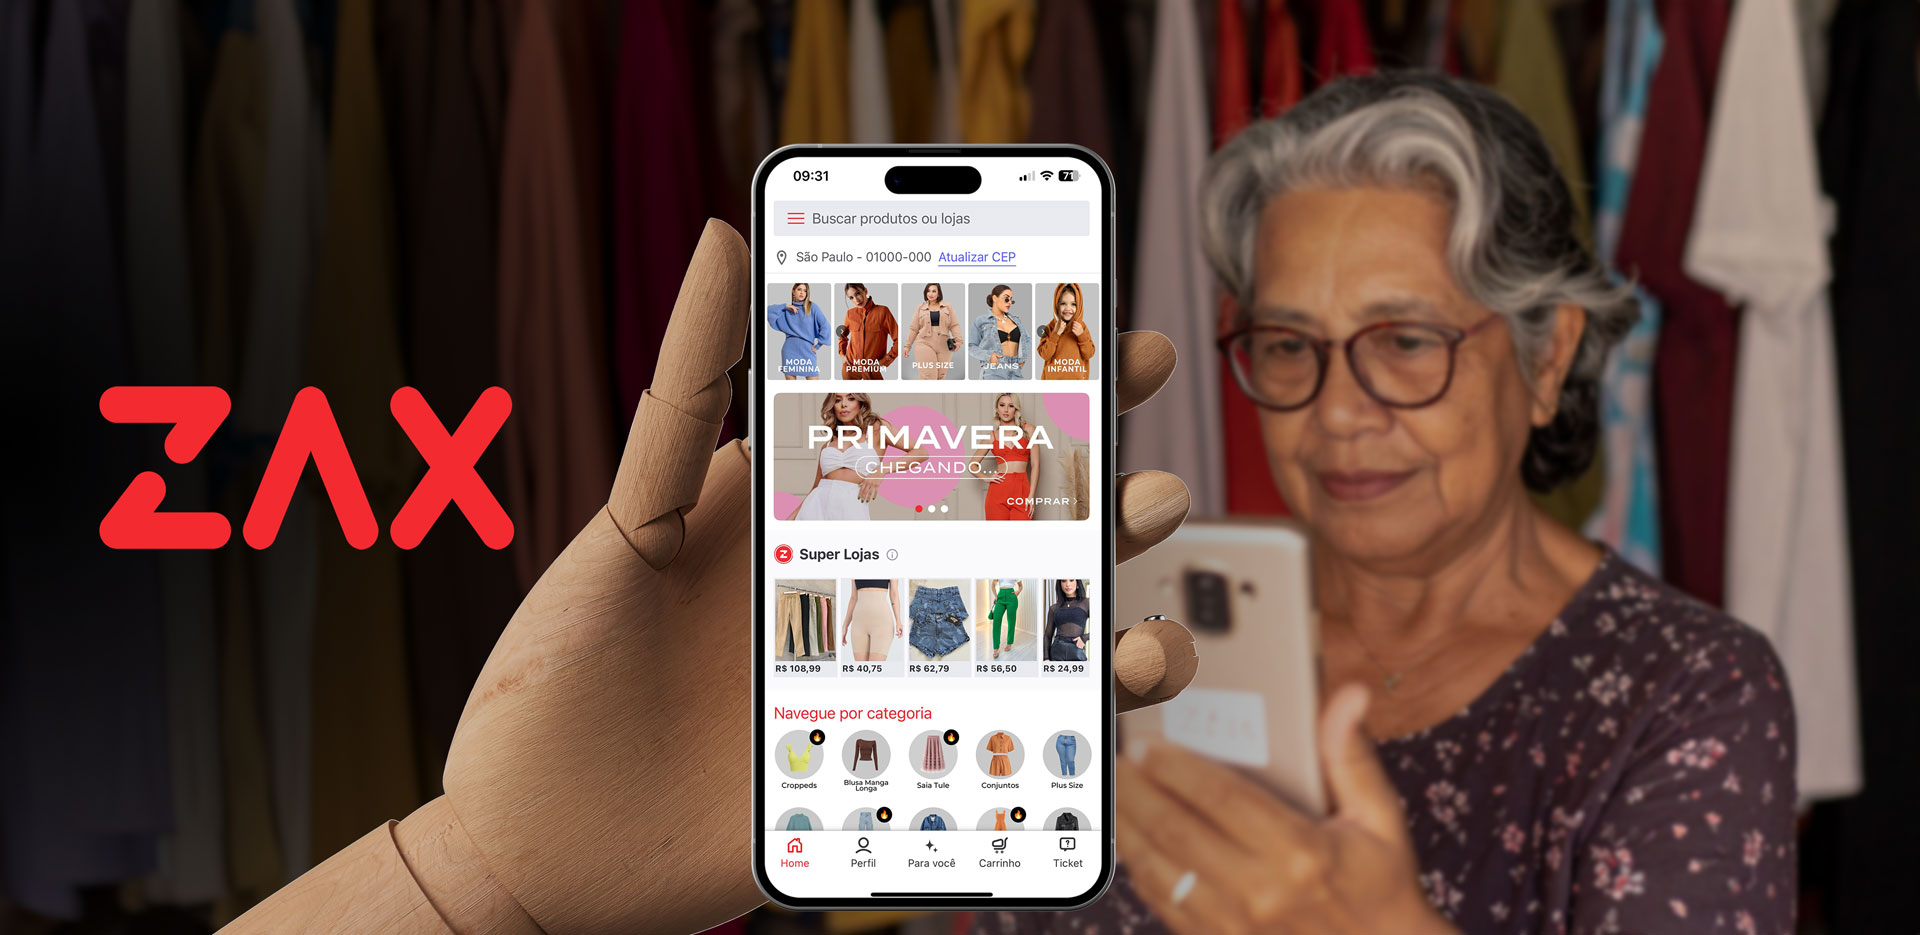 ZAX
09:31
71
Buscar produtos ou lojas
São Paulo - 01000-000 Atualizar CEP
MODA
FEMININA
MODA
PREMIUM
PLUS SIZE
JEANS
MODA
INFANTIL
PRIMAVERA
CHEGANDO...
COMPRAR >
Z Super Lojas
R$ 108,99
R$ 40,75
R$ 62,79
R$ 56,50
R$ 24,99
Navegue por categoria
Croppeds
Blusa Manga
Longa
Saia Tule
Conjuntos
Plus Size
Home
Perfil
Para você
Carrinho
Ticket